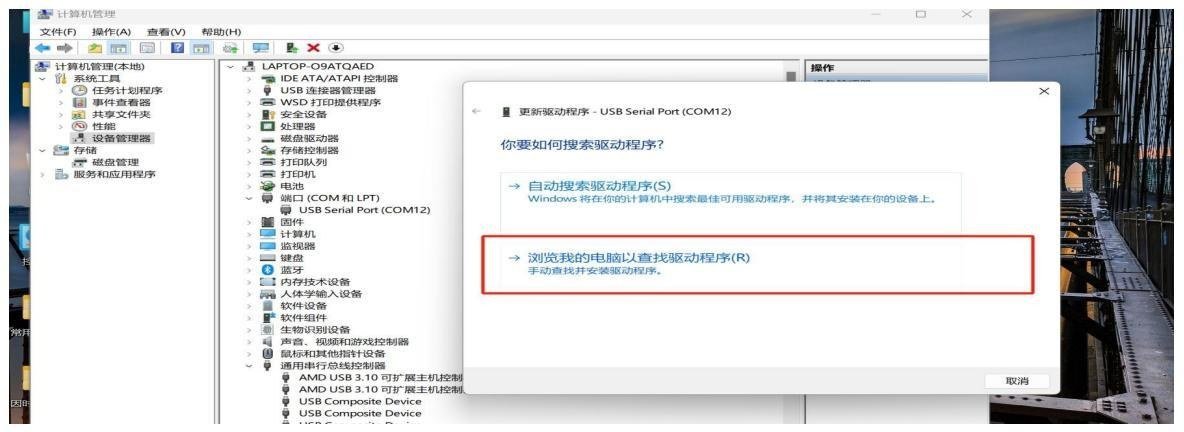 计算机管理
文件(F) 操作(A) 查看(V) 帮助(H)
计算机管理(本地)
系统工具
任务计划程序
事件查看器
共享文件夹
性能
设备管理器
存储
磁盘管理
服务和应用程序
LAPTOP-O9ATQAED
IDE ATA/ATAPI 控制器
USB 连接器管理器
WSD 打印提供程序
安全设备
处理器
磁盘驱动器
存储控制器
打印队列
打印机
电池
端口 (COM 和 LPT)
USB Serial Port (COM12)
固件
计算机
监视器
键盘
蓝牙
内存技术设备
人体学输入设备
软件设备
软件组件
生物识别设备
声音、视频和游戏控制器
鼠标和其他指针设备
通用串行总线控制器
AMD USB 3.10 可扩展主机控制
AMD USB 3.10 可扩展主机控制
USB Composite Device
USB Composite Device
操作
更新驱动程序 - USB Serial Port (COM12)
你要如何搜索驱动程序?
自动搜索驱动程序(S)
Windows 将在你的计算机中搜索最佳可用驱动程序，并将其安装在你的设备上。
浏览我的电脑以查找驱动程序(R)
手动查找并安装驱动程序。
取消